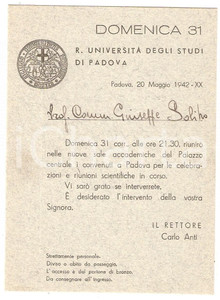 DOMENICA 31
R. UNIVERSITÀ DEGLI STUDI
DI PADOVA
Padova, 20 Maggio 1942 - XX
Prof. Comm. Giuseppe Solitro
Domenica 31 corr., alle ore 21,30, riunirò
nelle nuove sale accademiche del Palazzo
centrale i convenuti a Padova per le celebra-
zioni e riunioni scientifiche in corso.
Vi sarò grato se interverrete.
È desiderato l'intervento della vostra
Signora.
IL RETTORE
Carlo Anti
Strettamente personale.
Divisa o abito da passeggio.
L'accesso è dal portone di bronzo.
Da consegnare all'ingresso.